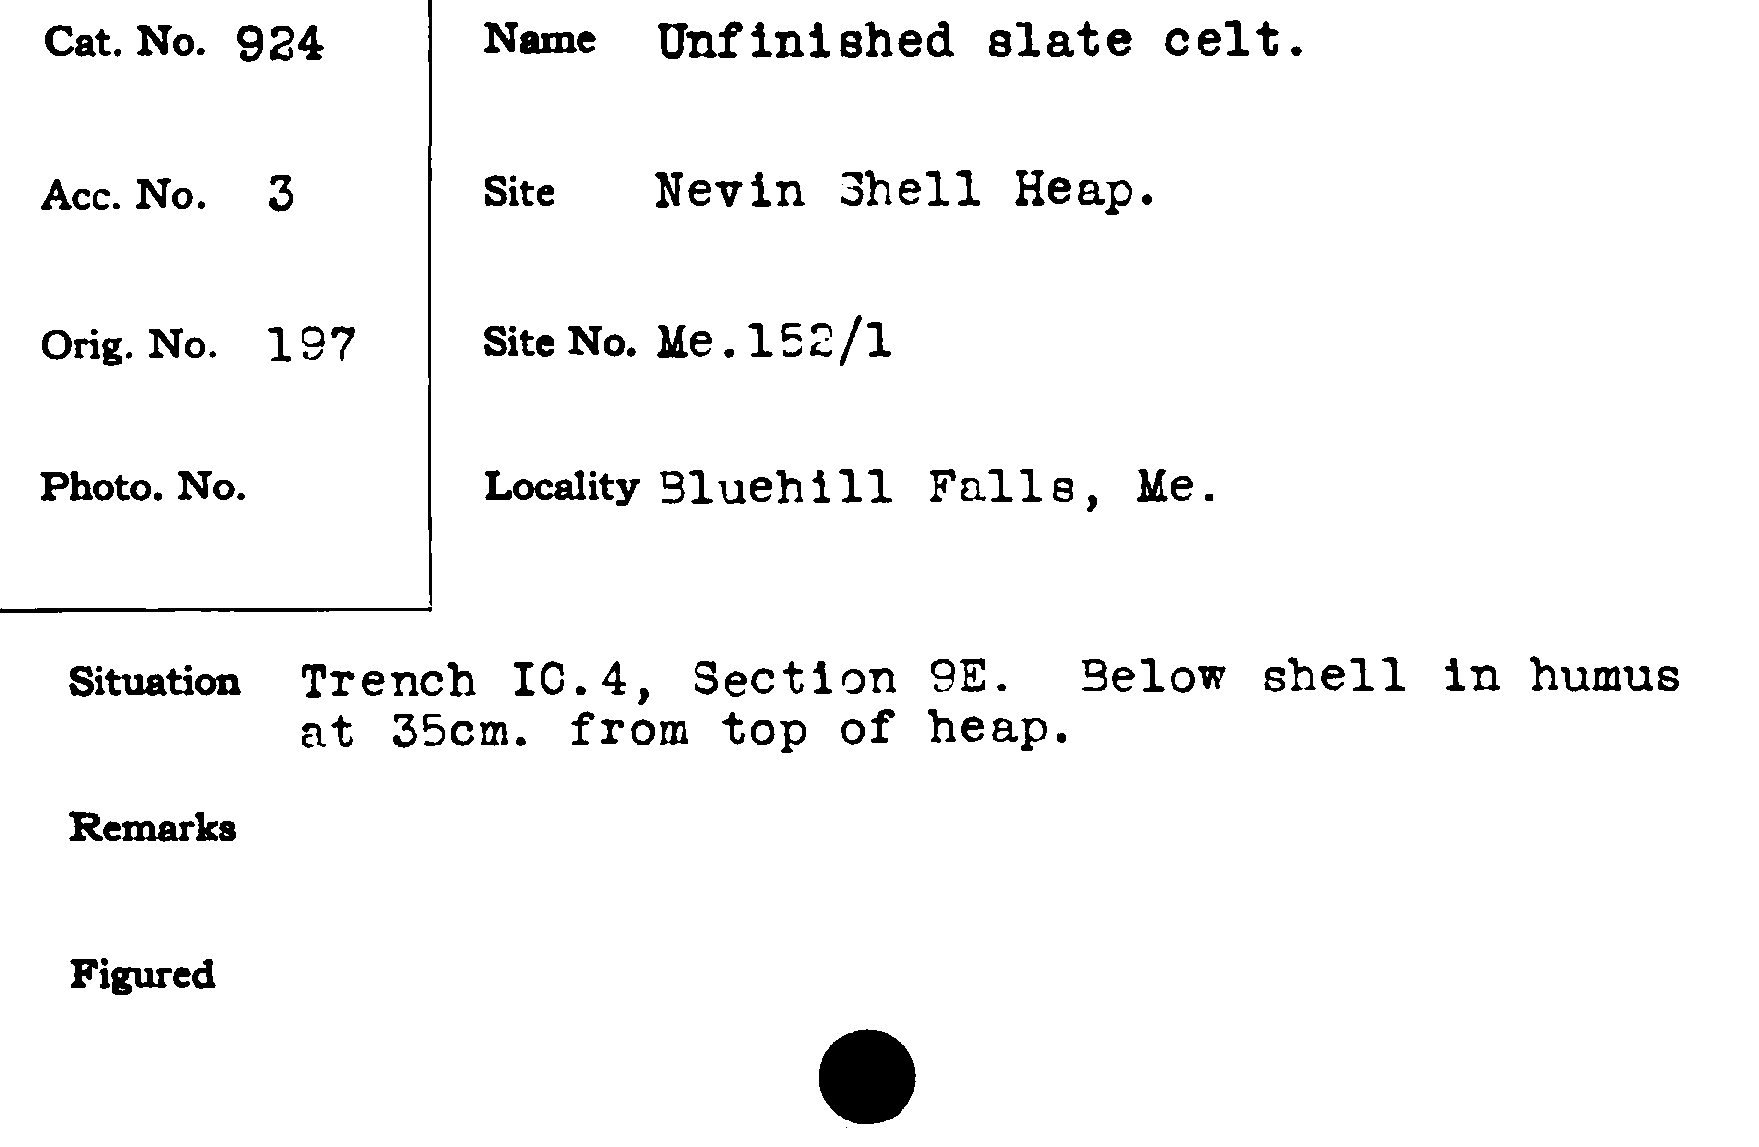 Cat. No. 924
Name Unfinished slate celt.
Acc. No. 3
Site Nevin Shell Heap.
Orig. No. 197
Site No. Me.152/1
Photo. No.
Locality Bluehill Falls, Me.
Situation Trench IC.4, Section 9E. Below shell in humus
at 35cm. from top of heap.
Remarks
Figured